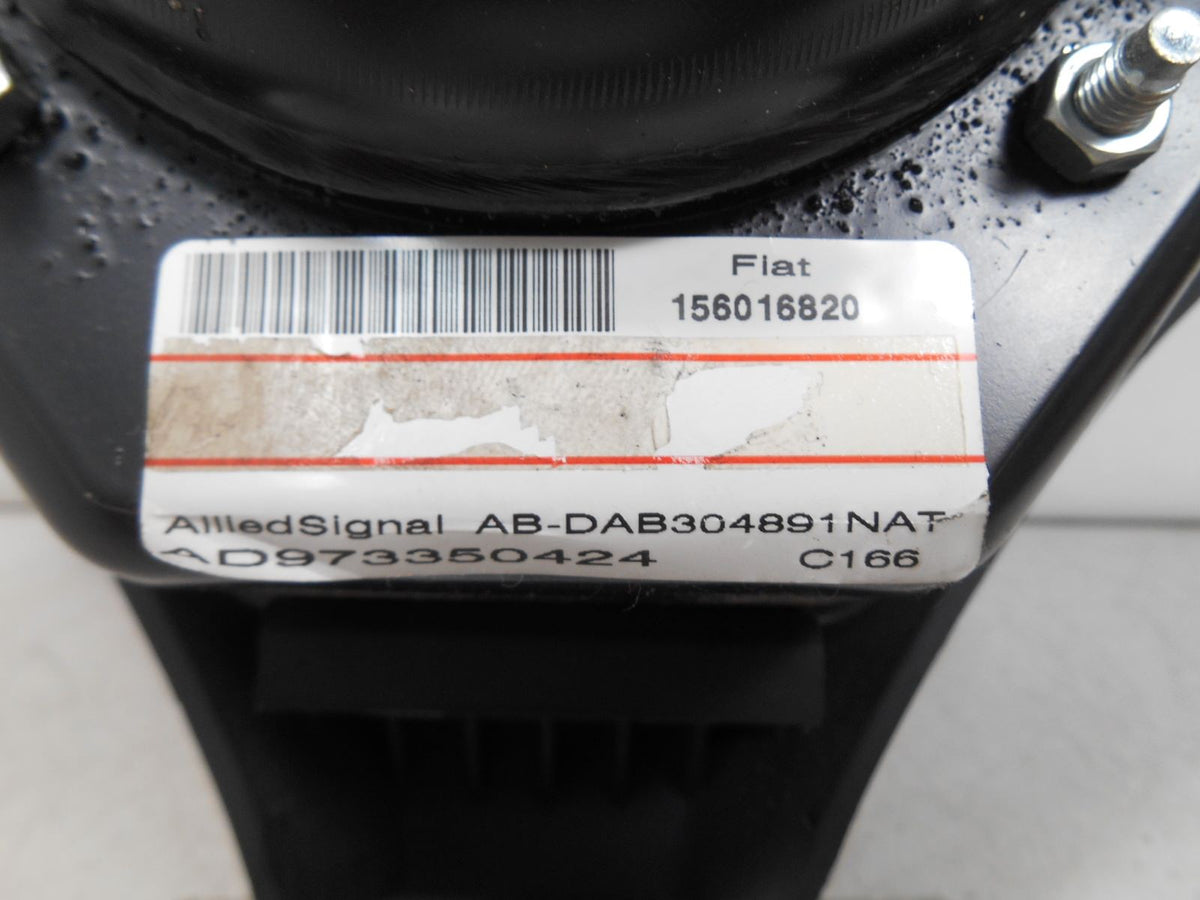 Fiat
156016820
AlliedSignal AB-DAB304891NAT
AD973350424 C166